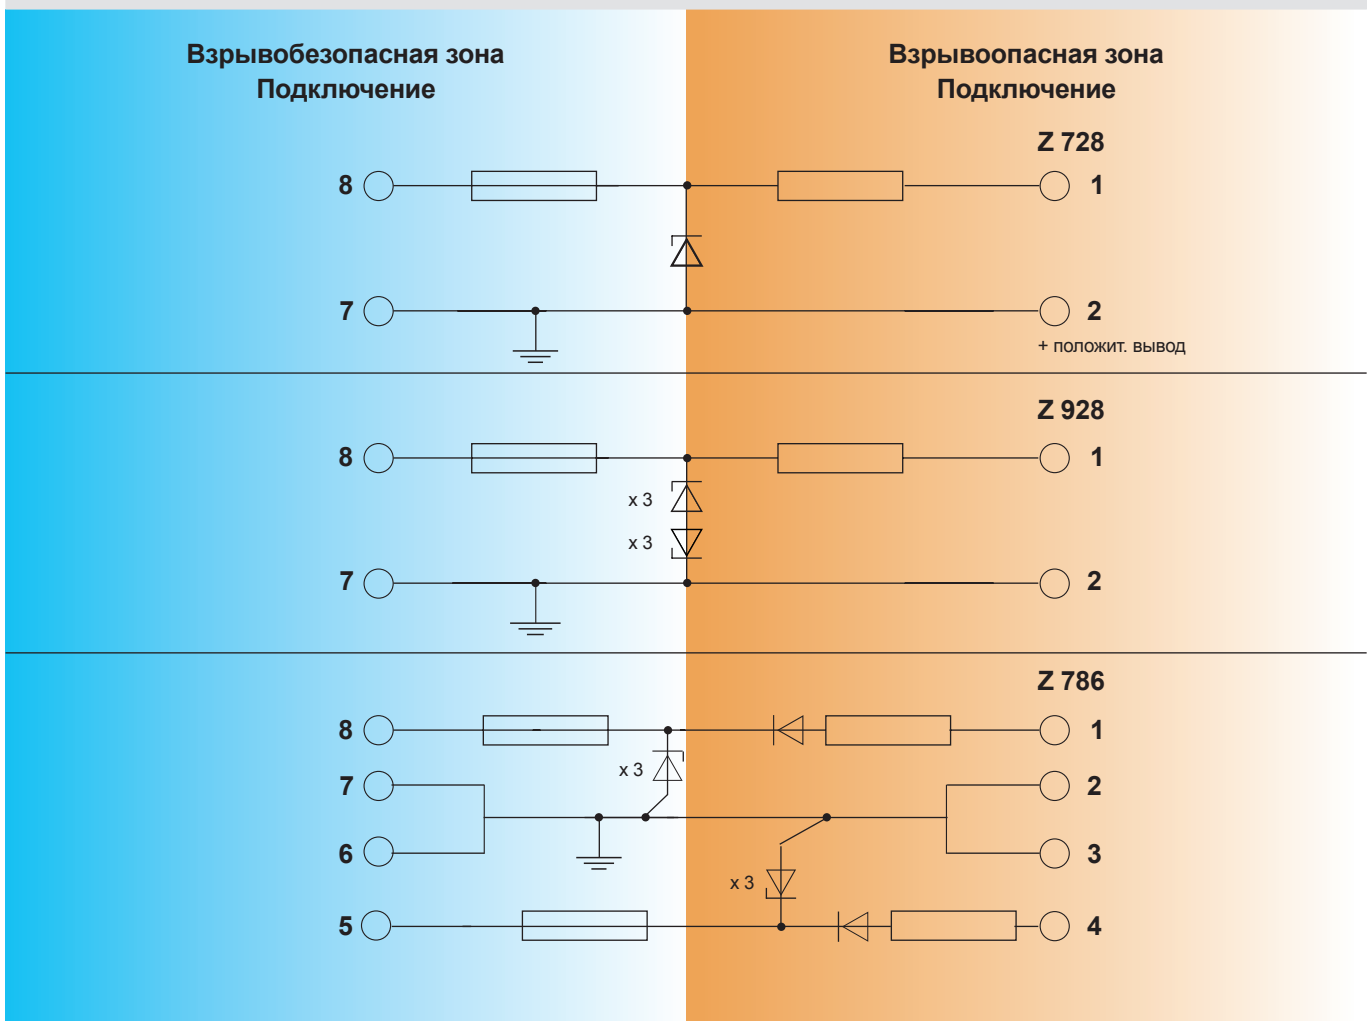 Взрывобезопасная зона
Подключение
Взрывоопасная зона
Подключение
Z 728
8
1
7
2
+ положит. вывод
Z 928
8
1
x 3
x 3
7
2
Z 786
8
1
x 3
7
2
6
3
x 3
5
4